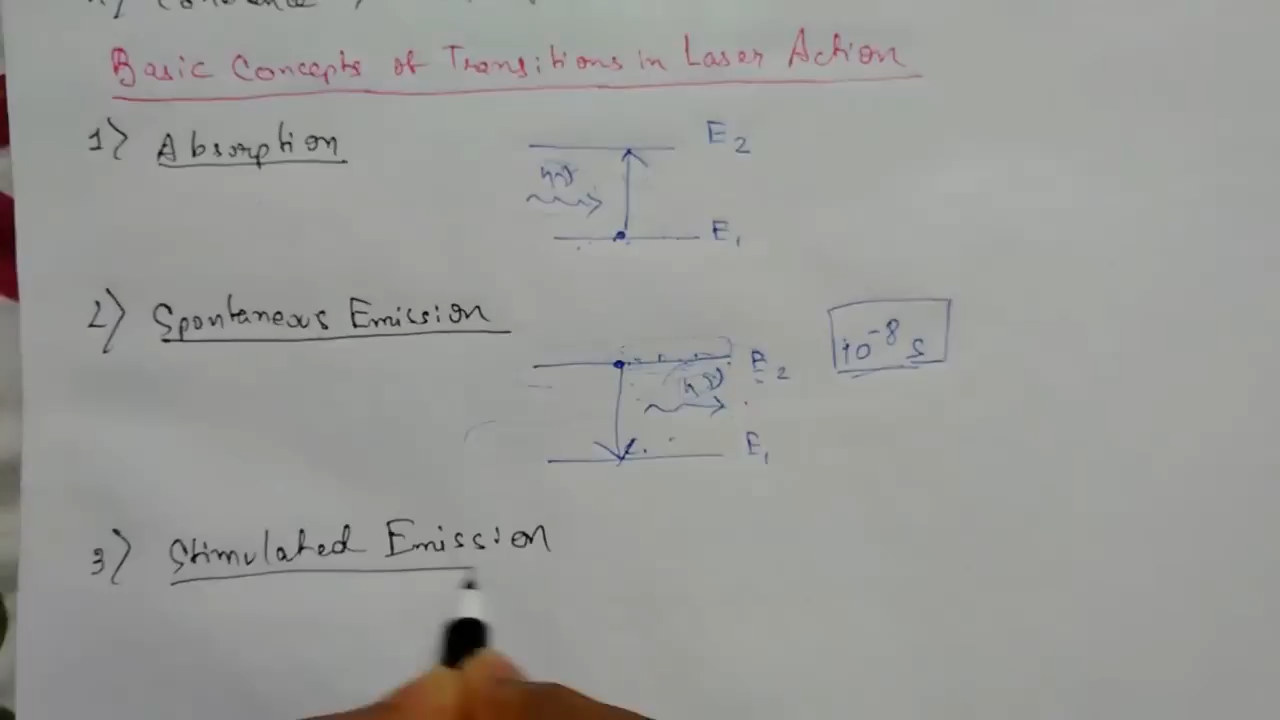 Basic Concepts of Transitions in Laser Action
1) Absorption
E2
hν
E1
2) Spontaneous Emission
10-8 s
E2
hν
E1
3) Stimulated Emission